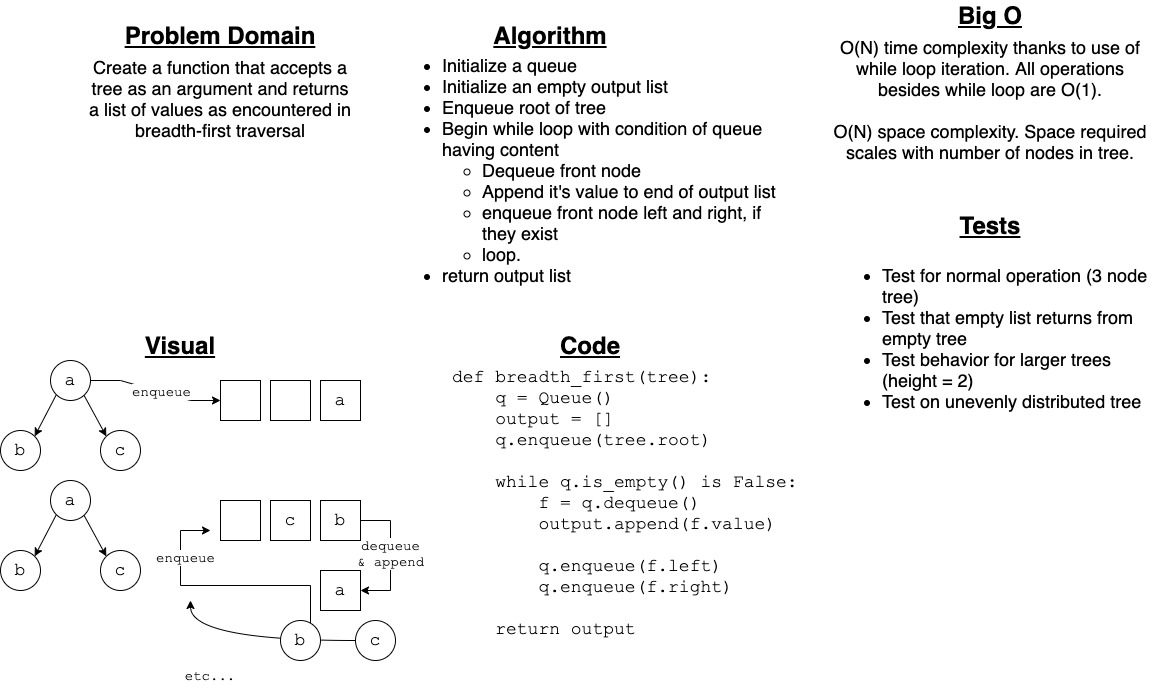 Problem Domain
Create a function that accepts a
tree as an argument and returns
a list of values as encountered in
breadth-first traversal
Algorithm
• Initialize a queue
• Initialize an empty output list
• Enqueue root of tree
• Begin while loop with condition of queue
having content
○ Dequeue front node
○ Append it's value to end of output list
○ enqueue front node left and right, if
they exist
○ loop.
• return output list
Big O
O(N) time complexity thanks to use of
while loop iteration. All operations
besides while loop are O(1).
O(N) space complexity. Space required
scales with number of nodes in tree.
Tests
• Test for normal operation (3 node
tree)
• Test that empty list returns from
empty tree
• Test behavior for larger trees
(height = 2)
• Test on unevenly distributed tree
Visual
a
enqueue
a
b
c
a
c
b
enqueue
dequeue
& append
b
c
a
b
c
etc...
Code
def breadth_first(tree):
    q = Queue()
    output = []
    q.enqueue(tree.root)
    while q.is_empty() is False:
        f = q.dequeue()
        output.append(f.value)
        q.enqueue(f.left)
        q.enqueue(f.right)
    return output